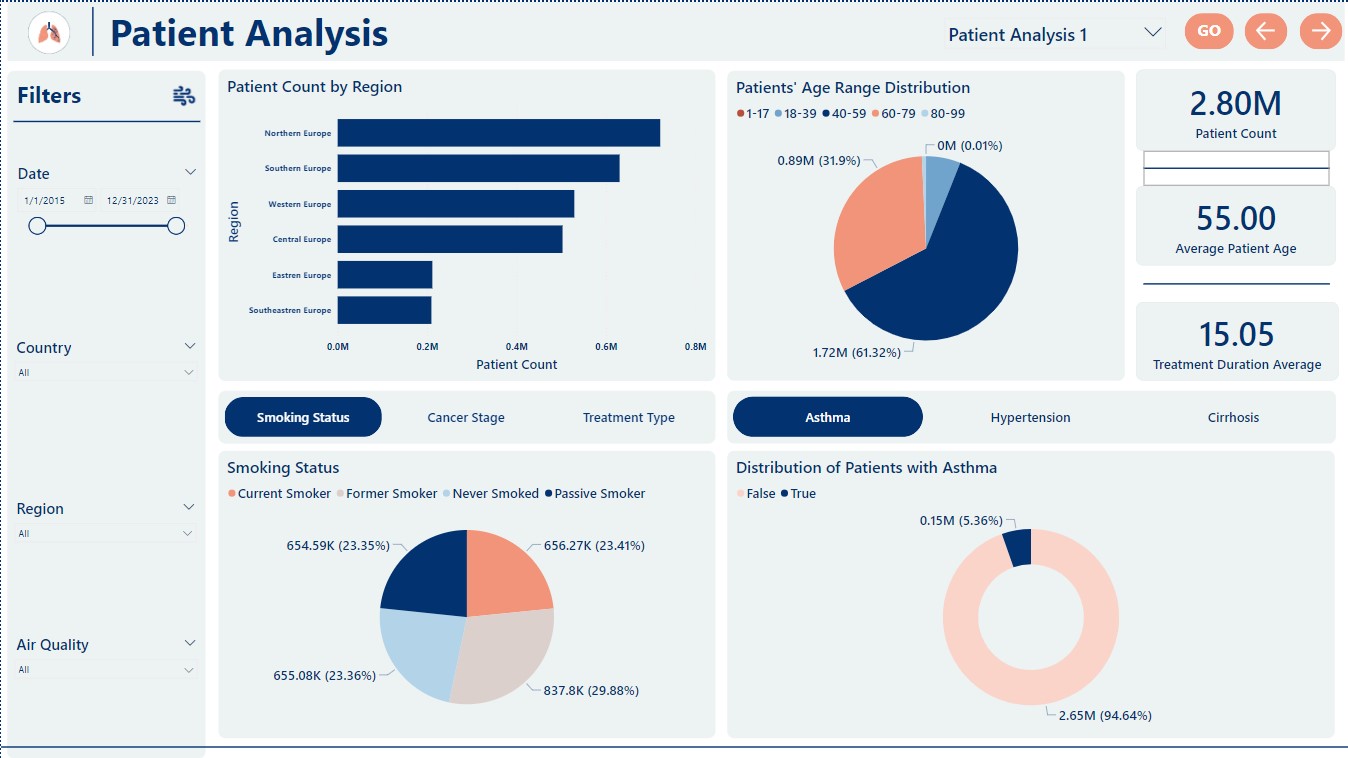 Patient Analysis
Patient Analysis 1
GO
Filters
Date
1/1/2015
12/31/2023
Country
All
Region
All
Air Quality
All
Patient Count by Region
Region
Northern Europe
Southern Europe
Western Europe
Central Europe
Eastren Europe
Southeastren Europe
0.0M 0.2M 0.4M 0.6M 0.8M
Patient Count
Patients' Age Range Distribution
1-17 18-39 40-59 60-79 80-99
0M (0.01%)
0.89M (31.9%)
1.72M (61.32%)
2.80M
Patient Count
55.00
Average Patient Age
15.05
Treatment Duration Average
Smoking Status Cancer Stage Treatment Type
Asthma Hypertension Cirrhosis
Smoking Status
Current Smoker Former Smoker Never Smoked Passive Smoker
654.59K (23.35%)
656.27K (23.41%)
655.08K (23.36%)
837.8K (29.88%)
Distribution of Patients with Asthma
False True
0.15M (5.36%)
2.65M (94.64%)